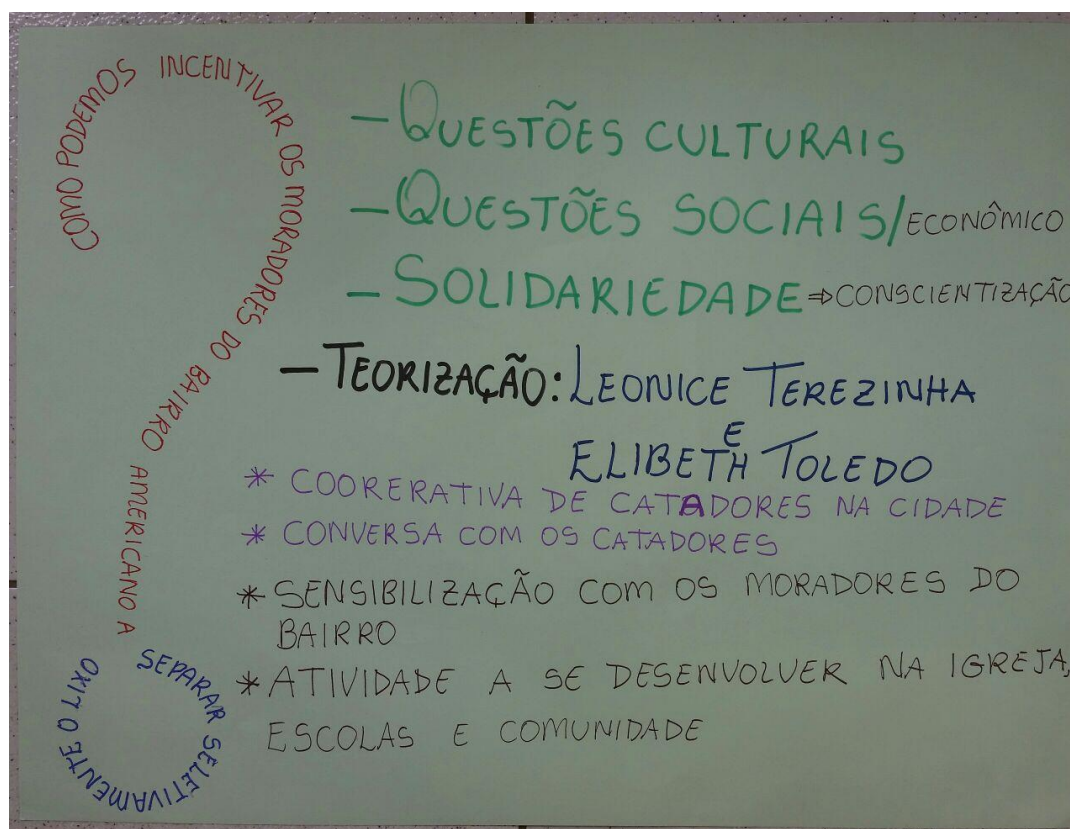 COMO PODEMOS INCENTIVAR OS MORADORES DO BAIRRO AMERICANO A
SEPARAR SELETIVAMENTE O LIXO
— QUESTÕES CULTURAIS
— QUESTÕES SOCIAIS/ECONÔMICO
— SOLIDARIEDADE ⇒ CONSCIENTIZAÇÃO
— TEORIZAÇÃO: LEONICE TEREZINHA
E
ELIBETH TOLEDO
* COORERATIVA DE CATADORES NA CIDADE
* CONVERSA COM OS CATADORES
* SENSIBILIZAÇÃO COM OS MORADORES DO
BAIRRO
* ATIVIDADE A SE DESENVOLVER NA IGREJA,
ESCOLAS E COMUNIDADE